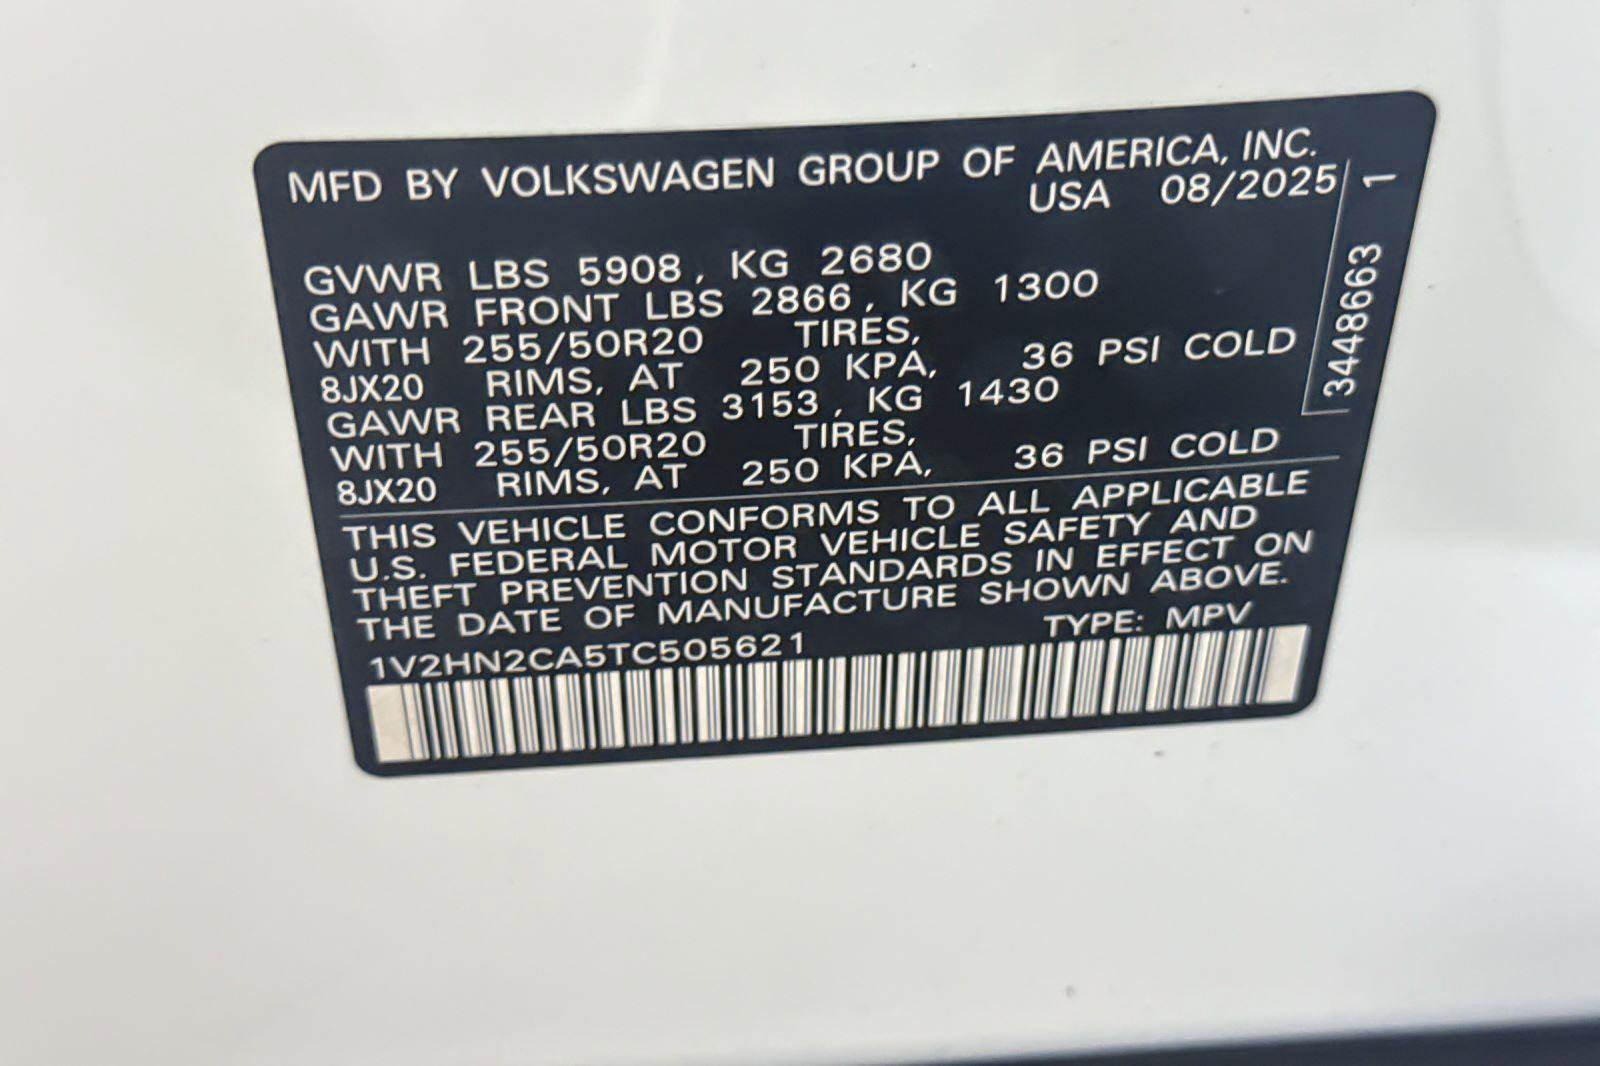 MFD BY VOLKSWAGEN GROUP OF AMERICA, INC.
USA 08/2025
GVWR LBS 5908, KG 2680
GAWR FRONT LBS 2866, KG 1300
WITH 255/50R20 TIRES,
8JX20 RIMS, AT 250 KPA, 36 PSI COLD
GAWR REAR LBS 3153, KG 1430
WITH 255/50R20 TIRES,
8JX20 RIMS, AT 250 KPA, 36 PSI COLD
THIS VEHICLE CONFORMS TO ALL APPLICABLE
U.S. FEDERAL MOTOR VEHICLE SAFETY AND
THEFT PREVENTION STANDARDS IN EFFECT ON
THE DATE OF MANUFACTURE SHOWN ABOVE.
1V2HN2CA5TC505621 TYPE: MPV
3448663 1